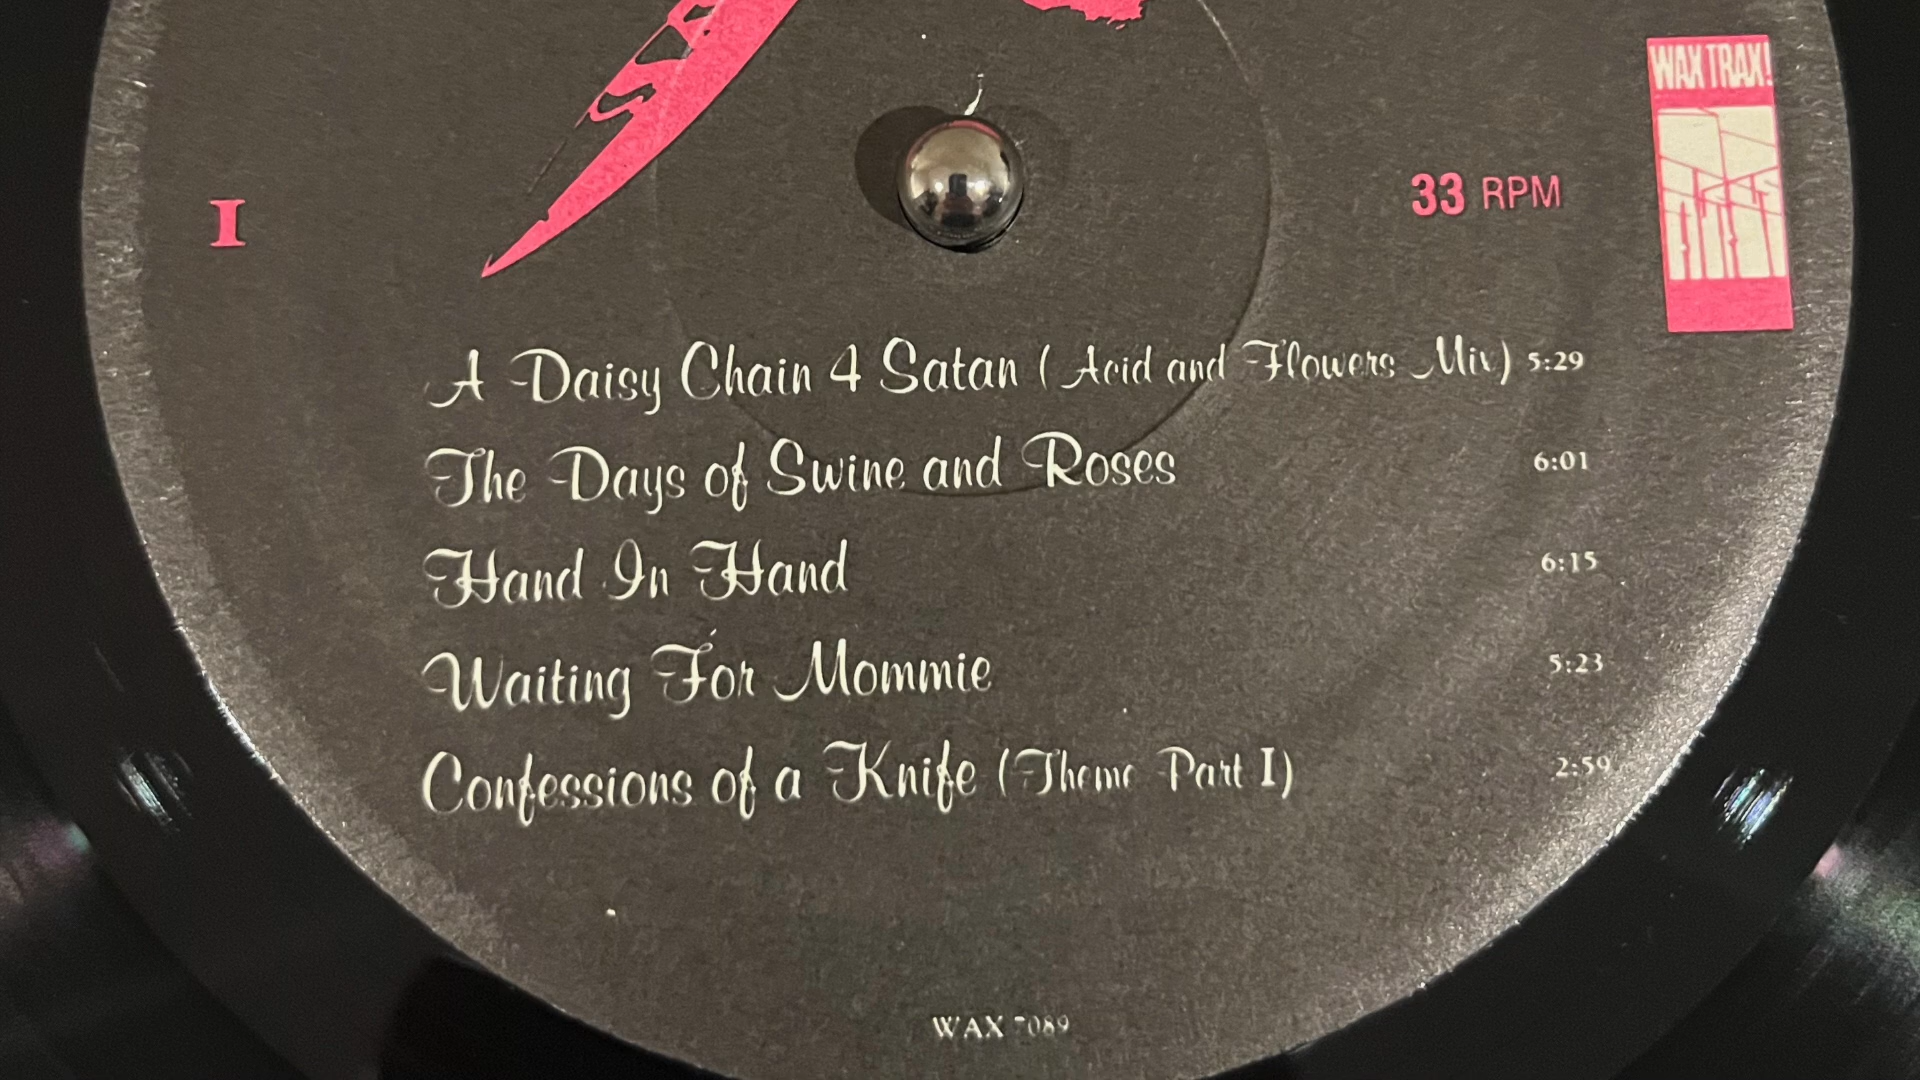 WAX TRAX!
I
33 RPM
A Daisy Chain 4 Satan (Acid and Flowers Mix) 5:29
The Days of Swine and Roses 6:01
Hand In Hand 6:15
Waiting For Mommie 5:23
Confessions of a Knife (Theme Part I) 2:59
WAX 7089